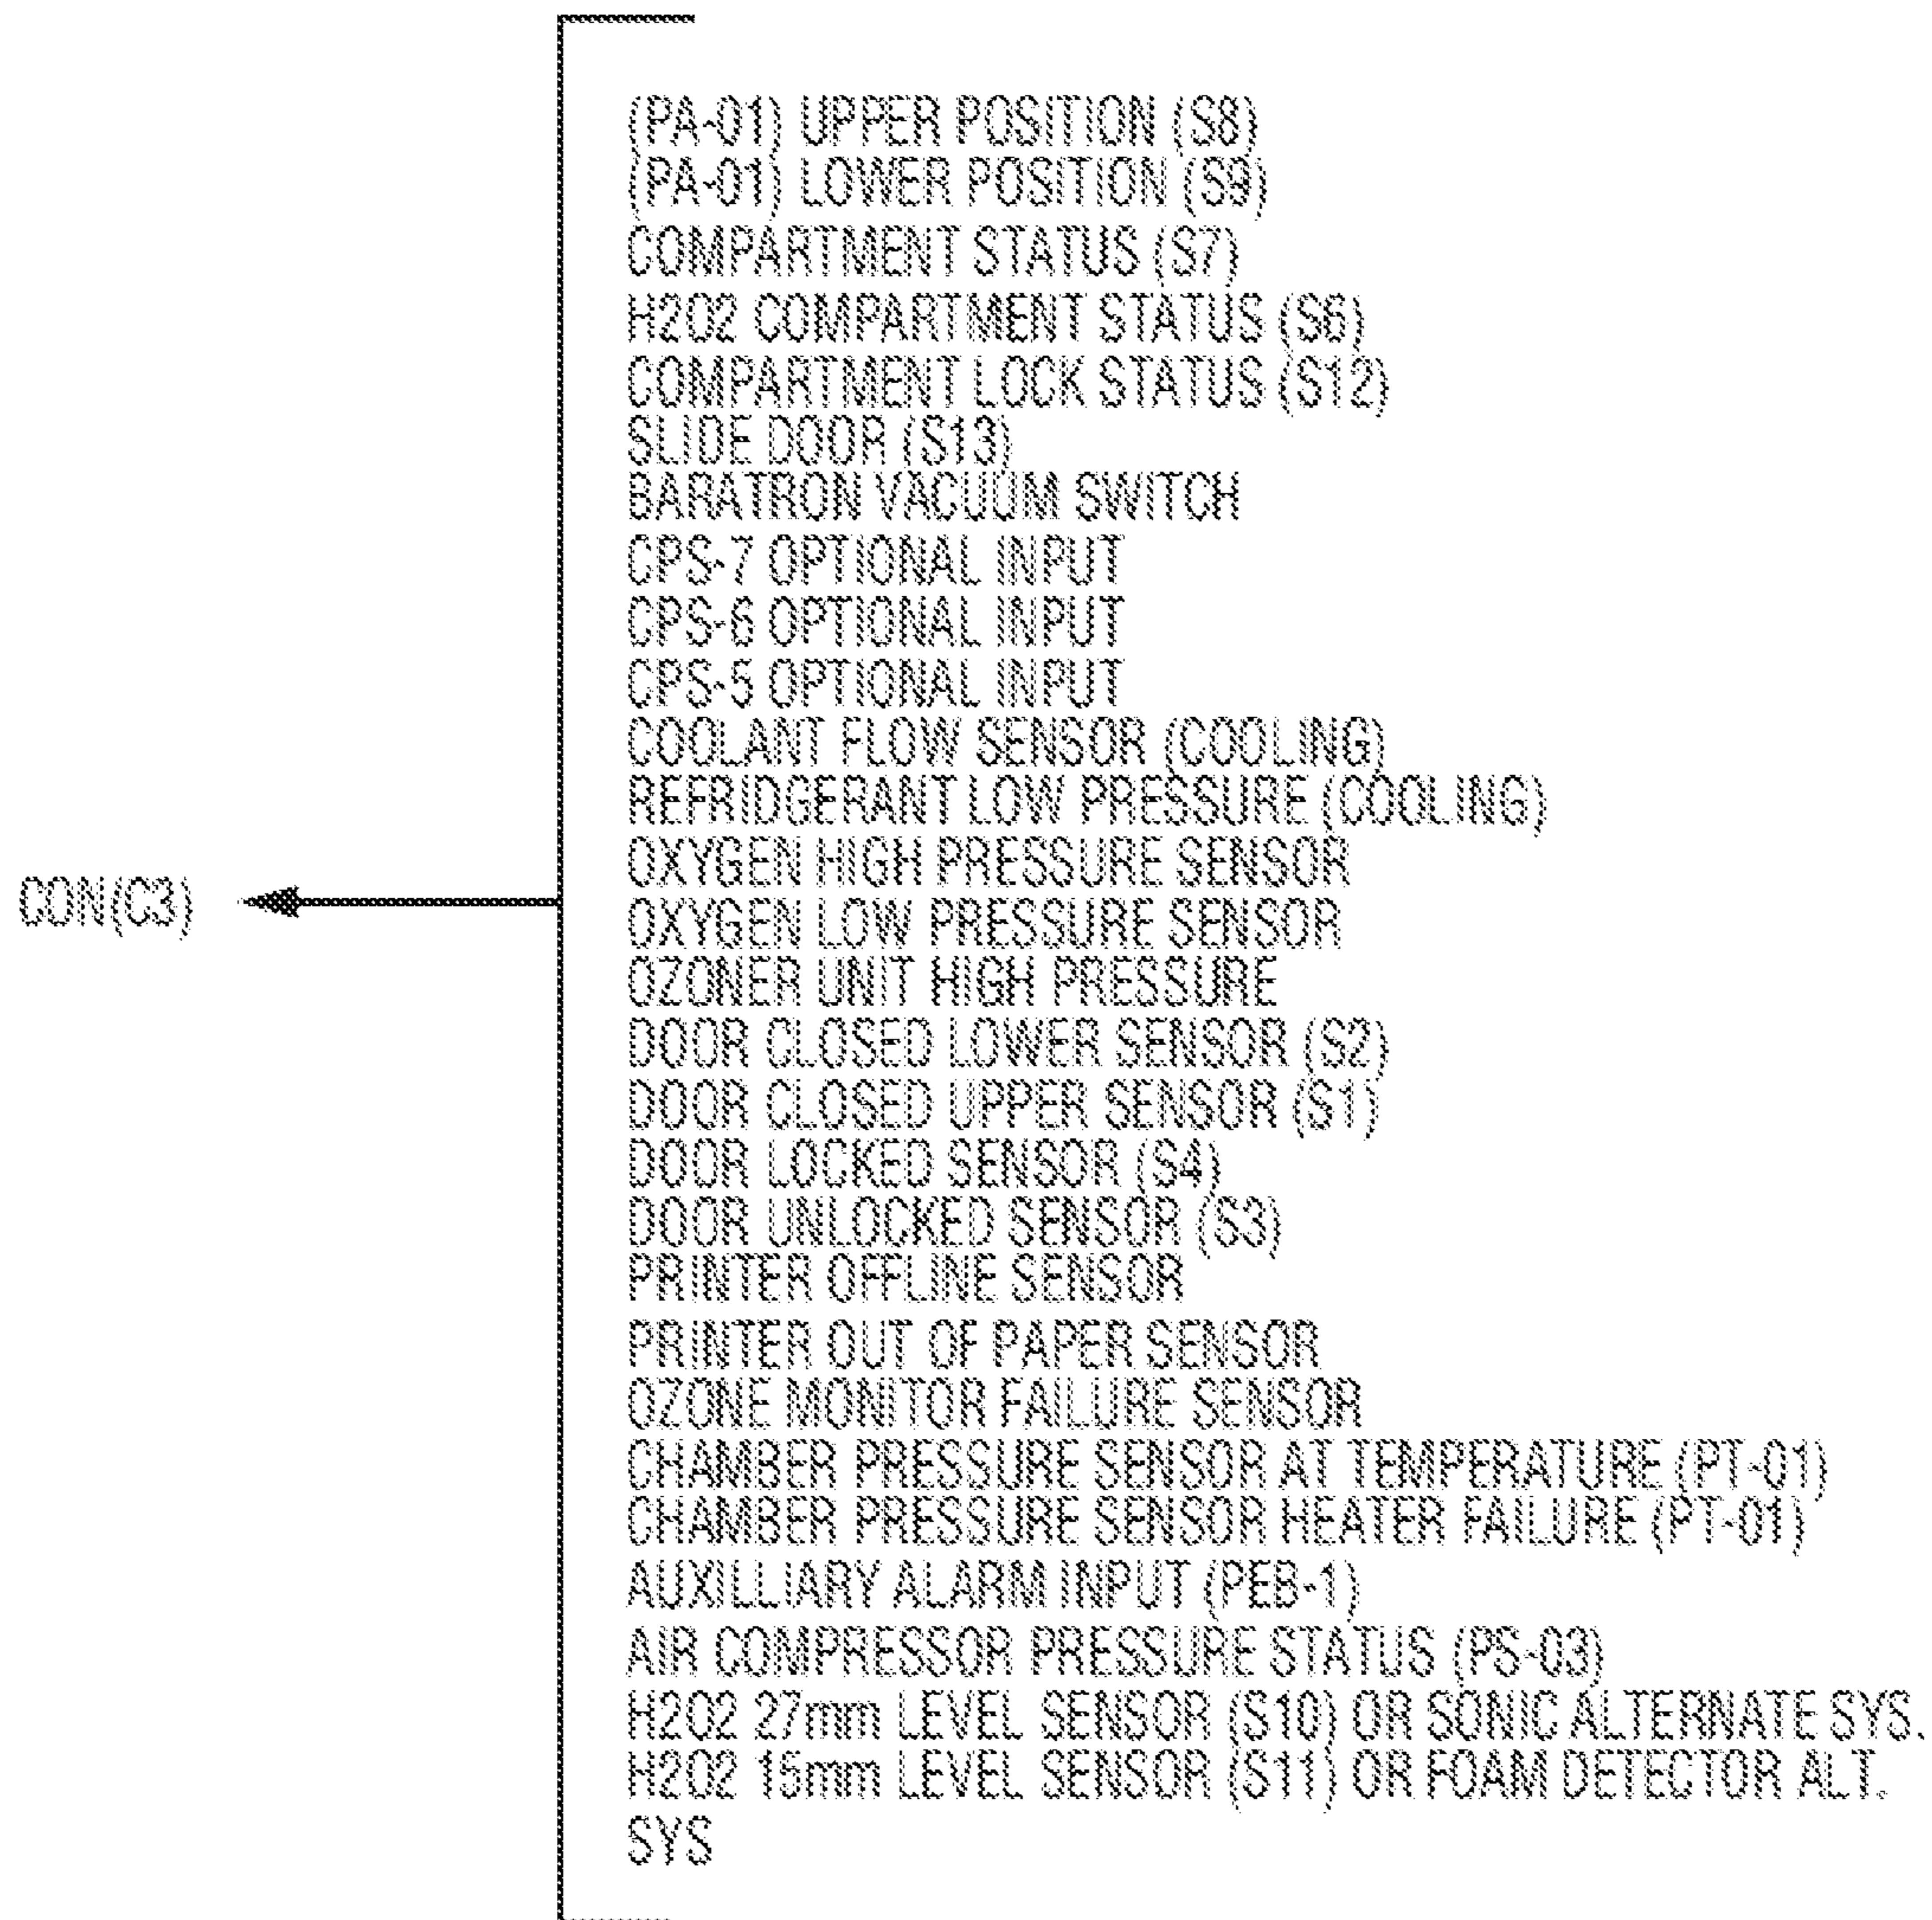 (PA-01) UPPER POSITION (S8)
(PA-01) LOWER POSITION (S9)
COMPARTMENT STATUS (S7)
H2O2 COMPARTMENT STATUS (S6)
COMPARTMENT LOCK STATUS (S12)
SLIDE DOOR (S13)
BARATRON VACUUM SWITCH
CPS-7 OPTIONAL INPUT
CPS-6 OPTIONAL INPUT
CPS-5 OPTIONAL INPUT
COOLANT FLOW SENSOR (COOLING)
REFRIDGERANT LOW PRESSURE (COOLING)
OXYGEN HIGH PRESSURE SENSOR
CON(C3)
OXYGEN LOW PRESSURE SENSOR
OZONER UNIT HIGH PRESSURE
DOOR CLOSED LOWER SENSOR (S2)
DOOR CLOSED UPPER SENSOR (S1)
DOOR LOCKED SENSOR (S4)
DOOR UNLOCKED SENSOR (S3)
PRINTER OFFLINE SENSOR
PRINTER OUT OF PAPER SENSOR
OZONE MONITOR FAILURE SENSOR
CHAMBER PRESSURE SENSOR AT TEMPERATURE (PT-01)
CHAMBER PRESSURE SENSOR HEATER FAILURE (PT-01)
AUXILLIARY ALARM INPUT (PEB-1)
AIR COMPRESSOR PRESSURE STATUS (PS-03)
H2O2 27mm LEVEL SENSOR (S10) OR SONIC ALTERNATE SYS.
H2O2 15mm LEVEL SENSOR (S11) OR FOAM DETECTOR ALT.
SYS